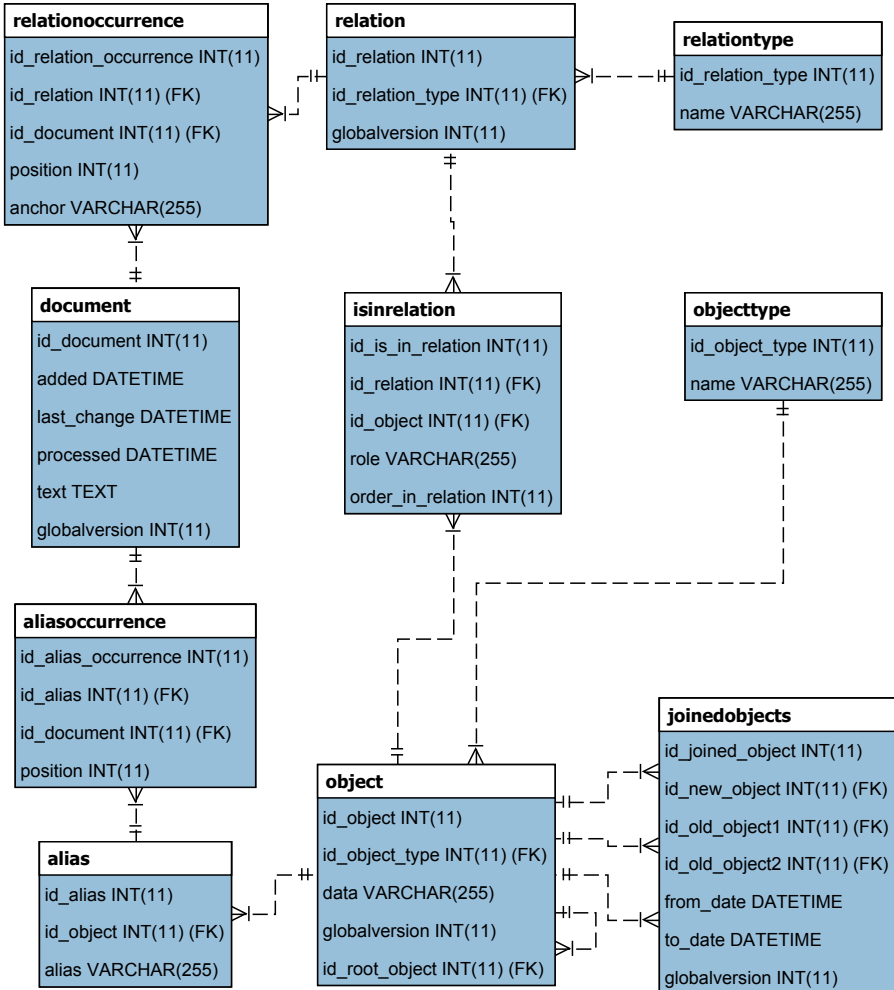 relationoccurrence
id_relation_occurrence INT(11)
id_relation INT(11) (FK)
id_document INT(11) (FK)
position INT(11)
anchor VARCHAR(255)
relation
id_relation INT(11)
id_relation_type INT(11) (FK)
globalversion INT(11)
relationtype
id_relation_type INT(11)
name VARCHAR(255)
document
id_document INT(11)
added DATETIME
last_change DATETIME
processed DATETIME
text TEXT
globalversion INT(11)
isinrelation
id_is_in_relation INT(11)
id_relation INT(11) (FK)
id_object INT(11) (FK)
role VARCHAR(255)
order_in_relation INT(11)
objecttype
id_object_type INT(11)
name VARCHAR(255)
aliasoccurrence
id_alias_occurrence INT(11)
id_alias INT(11) (FK)
id_document INT(11) (FK)
position INT(11)
alias
id_alias INT(11)
id_object INT(11) (FK)
alias VARCHAR(255)
object
id_object INT(11)
id_object_type INT(11) (FK)
data VARCHAR(255)
globalversion INT(11)
id_root_object INT(11) (FK)
joinedobjects
id_joined_object INT(11)
id_new_object INT(11) (FK)
id_old_object1 INT(11) (FK)
id_old_object2 INT(11) (FK)
from_date DATETIME
to_date DATETIME
globalversion INT(11)